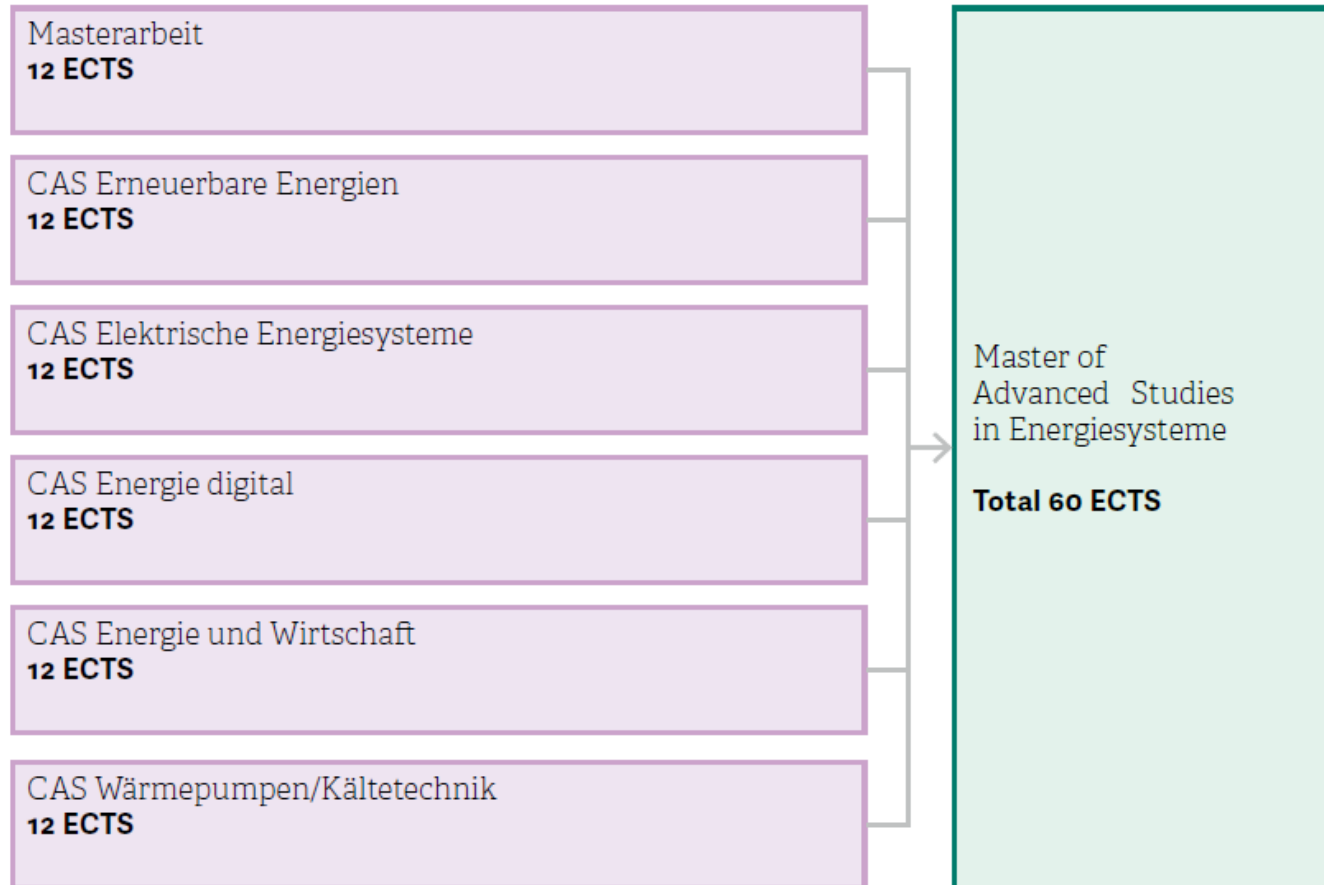 Masterarbeit
12 ECTS
CAS Erneuerbare Energien
12 ECTS
CAS Elektrische Energiesysteme
12 ECTS
CAS Energie digital
12 ECTS
CAS Energie und Wirtschaft
12 ECTS
CAS Wärmepumpen/Kältetechnik
12 ECTS
Master of
Advanced Studies
in Energiesysteme
Total 60 ECTS